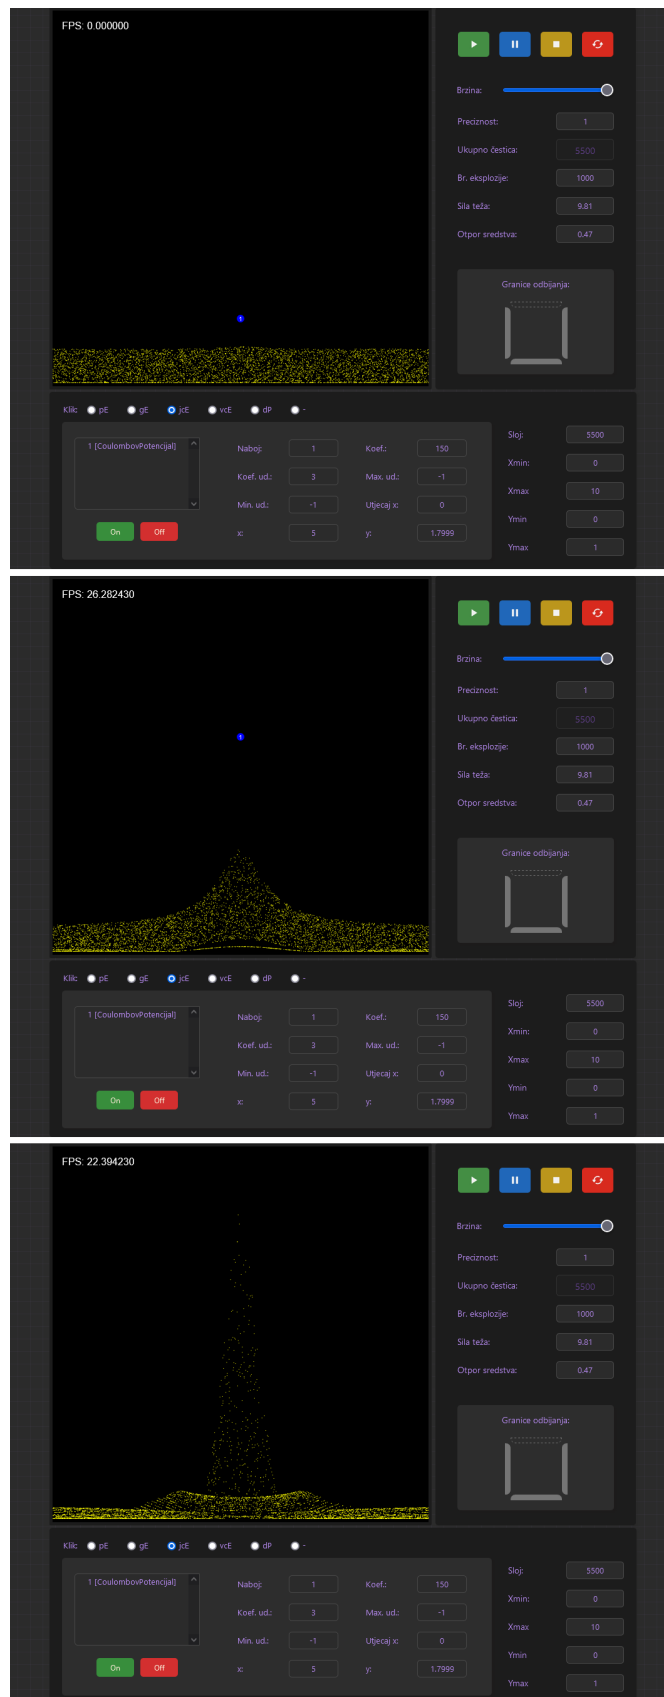 FPS: 0.000000
Brzina:
Preciznost: 1
Ukupno čestica: 5500
Br. eksplozije: 1000
Sila teža: 9.81
Otpor sredstva: 0.47
Granice odbijanja:
1
Klik: pE gE jcE vcE dP -
1 [CoulombovPotencijal]
Naboj: 1 Koef.: 150
Koef. ud.: 3 Max. ud.: -1
Min. ud.: -1 Utjecaj x: 0
On Off
x: 5 y: 1.7999
Sloj: 5500
Xmin: 0
Xmax 10
Ymin 0
Ymax 1
FPS: 26.282430
Brzina:
Preciznost: 1
Ukupno čestica: 5500
Br. eksplozije: 1000
Sila teža: 9.81
Otpor sredstva: 0.47
Granice odbijanja:
1
Klik: pE gE jcE vcE dP -
1 [CoulombovPotencijal]
Naboj: 1 Koef.: 150
Koef. ud.: 3 Max. ud.: -1
Min. ud.: -1 Utjecaj x: 0
On Off
x: 5 y: 1.7999
Sloj: 5500
Xmin: 0
Xmax 10
Ymin 0
Ymax 1
FPS: 22.394230
Brzina:
Preciznost: 1
Ukupno čestica: 5500
Br. eksplozije: 1000
Sila teža: 9.81
Otpor sredstva: 0.47
Granice odbijanja:
Klik: pE gE jcE vcE dP -
1 [CoulombovPotencijal]
Naboj: 1 Koef.: 150
Koef. ud.: 3 Max. ud.: -1
Min. ud.: -1 Utjecaj x: 0
On Off
x: 5 y: 1.7999
Sloj: 5500
Xmin: 0
Xmax 10
Ymin 0
Ymax 1